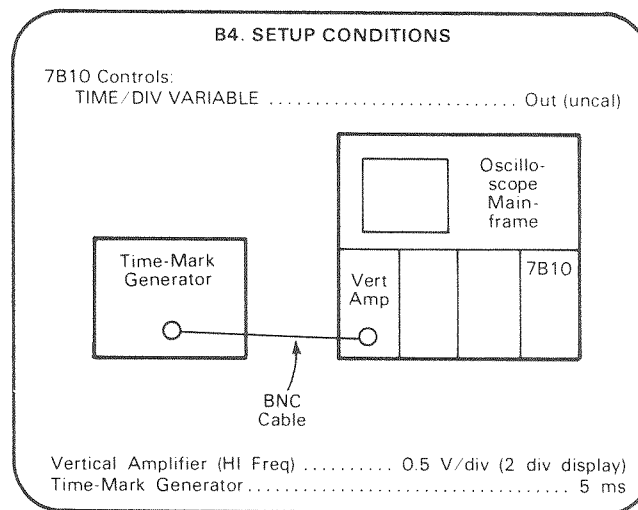 B4. SETUP CONDITIONS
7B10 Controls:
TIME/DIV VARIABLE .......................... Out (uncal)
Oscillo-
scope
Main-
frame
Time-Mark
Generator
Vert
Amp
7B10
BNC
Cable
Vertical Amplifier (HI Freq) .......... 0.5 V/div (2 div display)
Time-Mark Generator.................................. 5 ms